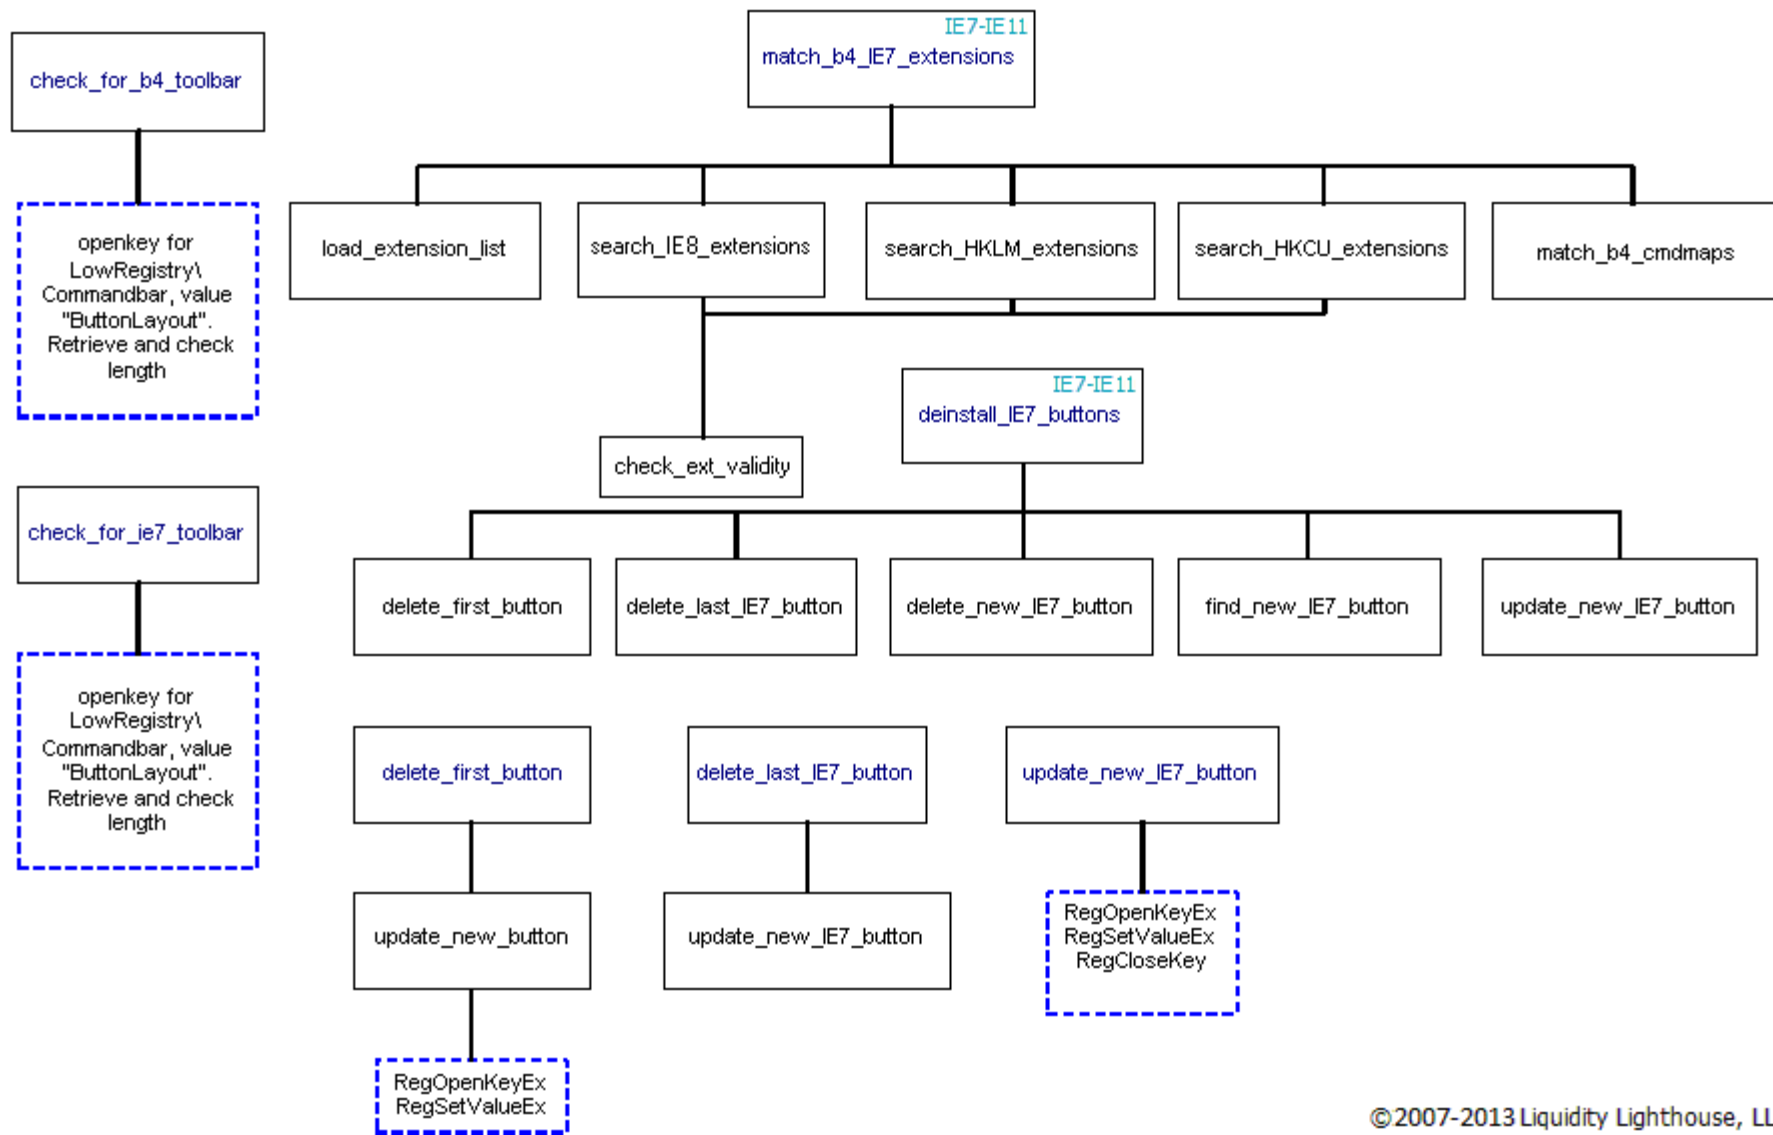 IE7-IE11
match_b4_IE7_extensions
check_for_b4_toolbar
openkey for
LowRegistry\
Commandbar, value
"ButtonLayout".
Retrieve and check
length
load_extension_list
search_IE8_extensions
search_HKLM_extensions
search_HKCU_extensions
match_b4_cmdmaps
IE7-IE11
deinstall_IE7_buttons
check_ext_validity
check_for_ie7_toolbar
openkey for
LowRegistry\
Commandbar, value
"ButtonLayout".
Retrieve and check
length
delete_first_button
delete_last_IE7_button
delete_new_IE7_button
find_new_IE7_button
update_new_IE7_button
delete_first_button
delete_last_IE7_button
update_new_IE7_button
update_new_button
update_new_IE7_button
RegOpenKeyEx
RegSetValueEx
RegCloseKey
RegOpenKeyEx
RegSetValueEx
©2007-2013 Liquidity Lighthouse, LL